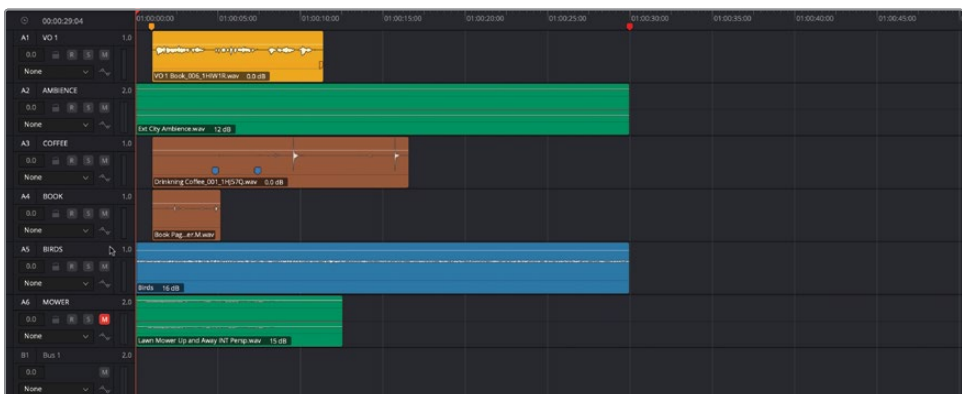 00:00:29:04 01:00:00:00 01:00:05:00 01:00:10:00 01:00:15:00 01:00:20:00 01:00:25:00 01:00:30:00 01:00:35:00 01:00:40:00 01:00:45:00
A1 VO 1 1.0
0.0 R S M
None
VO 1 Book_006_1HIW1R.wav 0.0 dB
A2 AMBIENCE 2.0
0.0 R S M
None
Ext City Ambience.wav 12 dB
A3 COFFEE 1.0
0.0 R S M
None
Drinkning Coffee_001_1HJS7Q.wav 0.0 dB
A4 BOOK 1.0
0.0 R S M
None
Book Pag...er.M.wav
A5 BIRDS 1.0
0.0 R S M
None
Birds 16 dB
A6 MOWER 2.0
0.0 R S M
None
Lawn Mower Up and Away INT Persp.wav 15 dB
B1 Bus 1 2.0
0.0 M
None